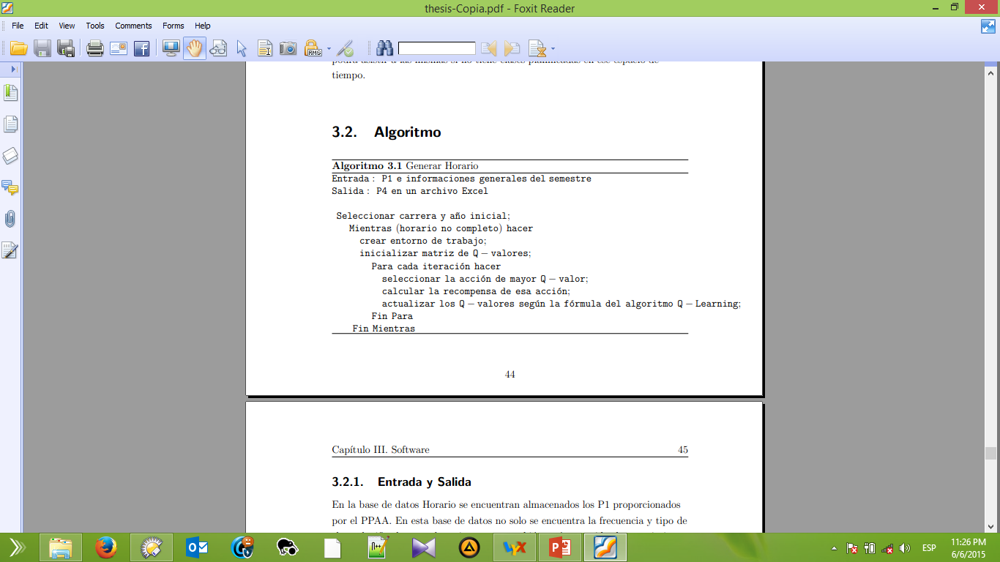 thesis-Copia.pdf - Foxit Reader
File Edit View Tools Comments Forms Help
RMS
tiempo.
3.2. Algoritmo
Algoritmo 3.1 Generar Horario
Entrada : P1 e informaciones generales del semestre
Salida : P4 en un archivo Excel
Seleccionar carrera y año inicial;
Mientras (horario no completo) hacer
crear entorno de trabajo;
inicializar matriz de Q − valores;
Para cada iteración hacer
seleccionar la acción de mayor Q − valor;
calcular la recompensa de esa acción;
actualizar los Q − valores según la fórmula del algoritmo Q − Learning;
Fin Para
Fin Mientras
44
Capítulo III. Software 45
3.2.1. Entrada y Salida
En la base de datos Horario se encuentran almacenados los P1 proporcionados
por el PPAA. En esta base de datos no solo se encuentra la frecuencia y tipo de
ESP
11:26 PM
6/6/2015